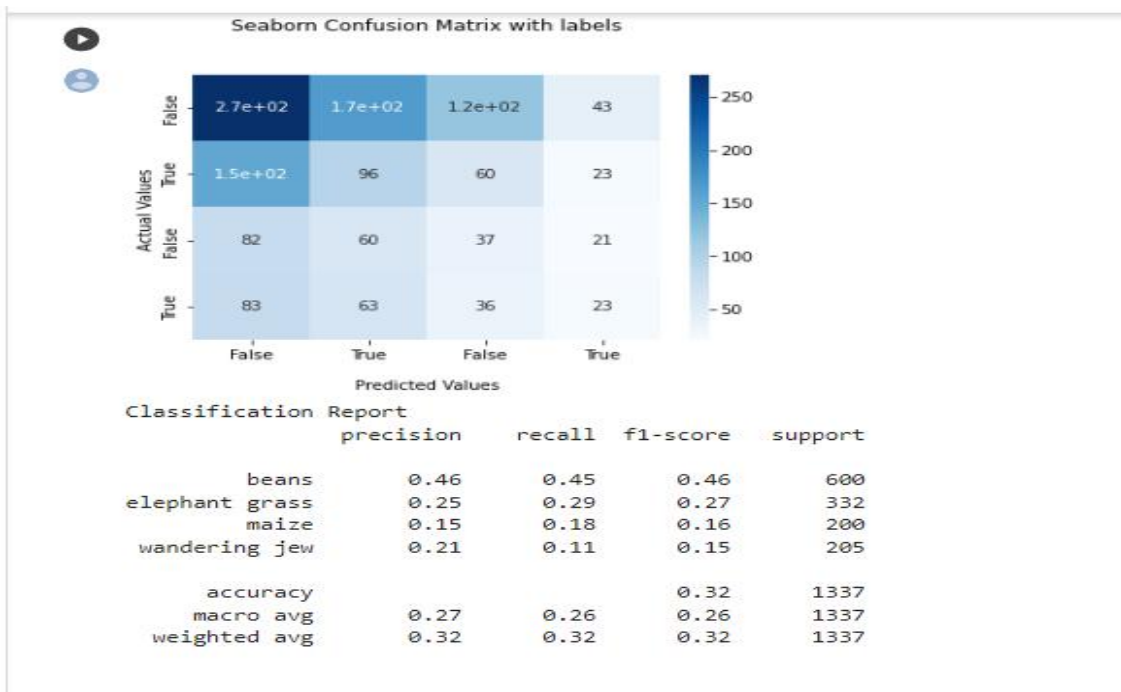 Seaborn Confusion Matrix with labels
False 2.7e+02 1.7e+02 1.2e+02 43
True 1.5e+02 96 60 23
False 82 60 37 21
True 83 63 36 23
Actual Values
250
200
150
100
50
False True False True
Predicted Values
Classification Report
precision recall f1-score support
beans 0.46 0.45 0.46 600
elephant grass 0.25 0.29 0.27 332
maize 0.15 0.18 0.16 200
wandering jew 0.21 0.11 0.15 205
accuracy 0.32 1337
macro avg 0.27 0.26 0.26 1337
weighted avg 0.32 0.32 0.32 1337